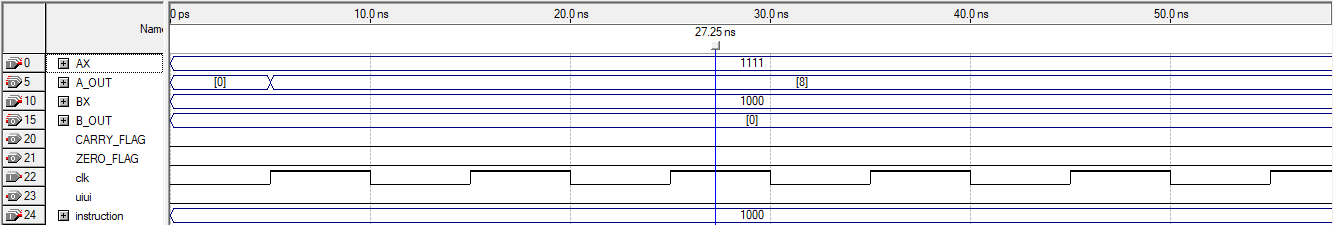 Name 0 ps 10.0 ns 20.0 ns 30.0 ns 40.0 ns 50.0 ns
27.25 ns
0 AX 1111
5 A_OUT [0] [8]
10 BX 1000
15 B_OUT [0]
20 CARRY_FLAG
21 ZERO_FLAG
22 clk
23 uiui
24 instruction 1000